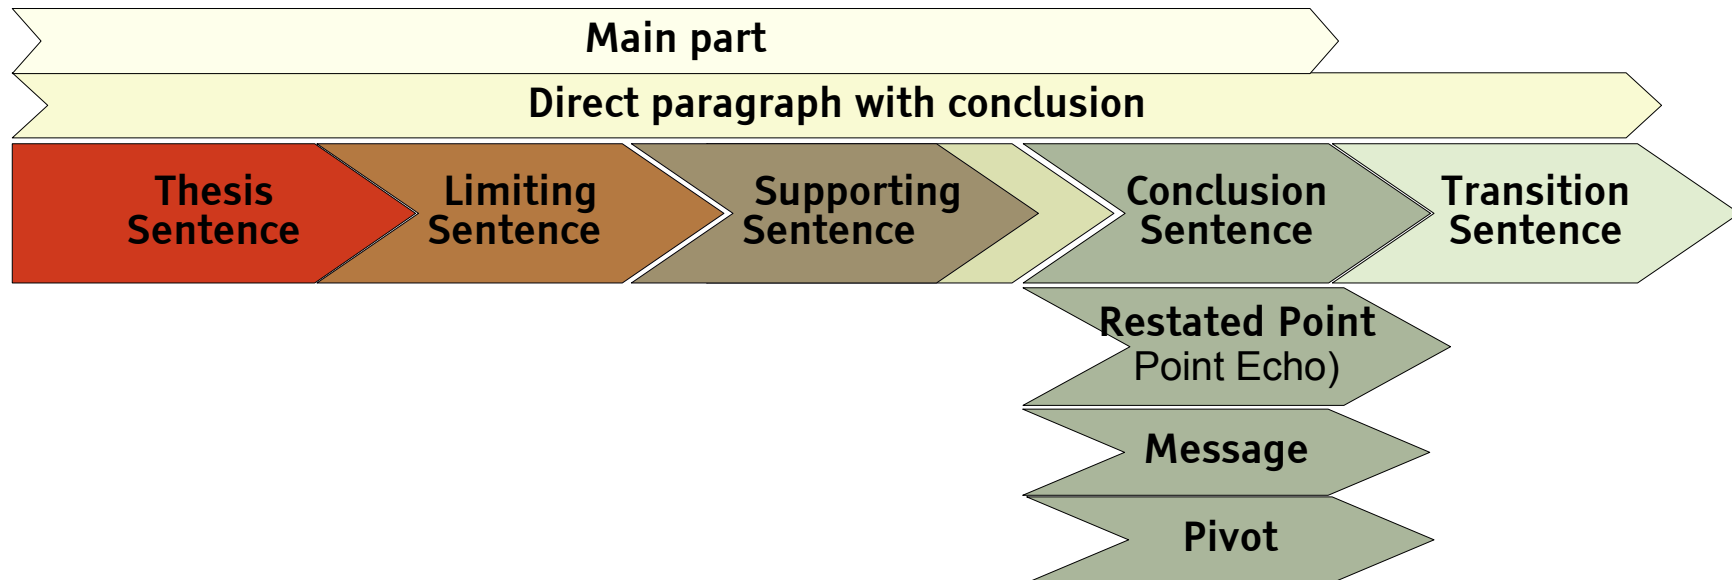 Main part
Direct paragraph with conclusion
Thesis
Sentence
Limiting
Sentence
Supporting
Sentence
Conclusion
Sentence
Transition
Sentence
Restated Point
Point Echo)
Message
Pivot